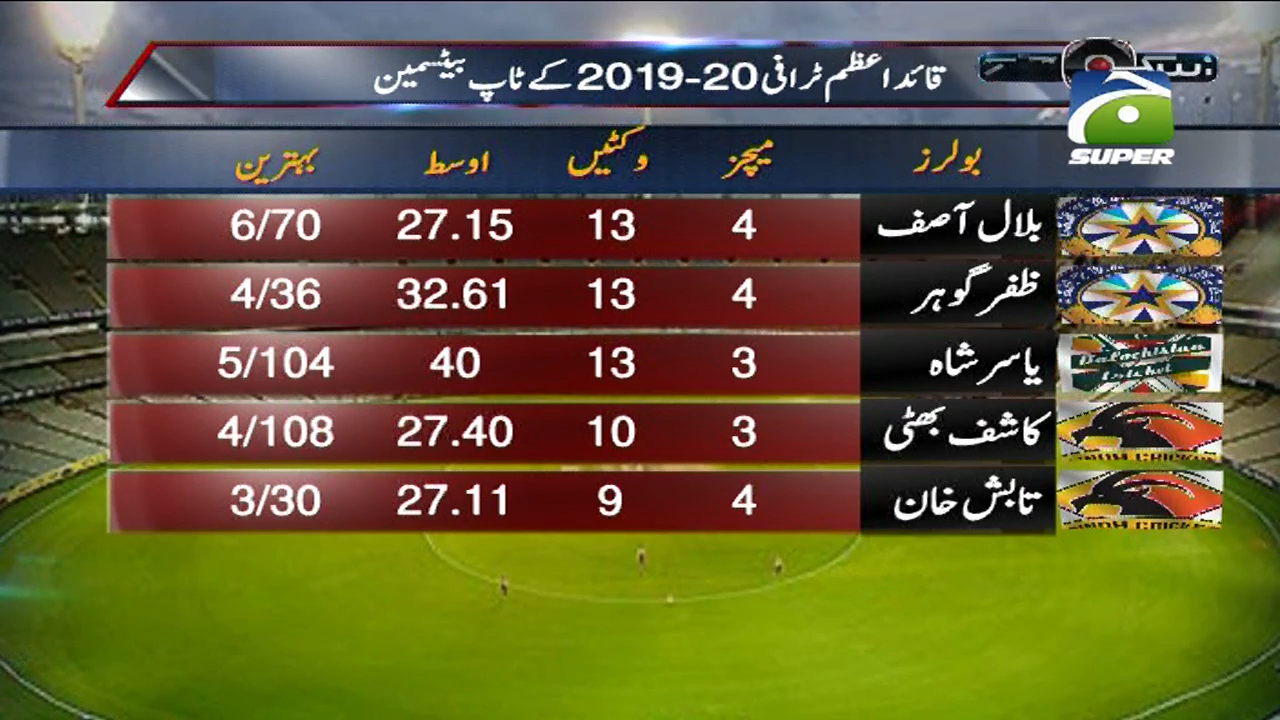 قائداعظم ٹرافی 20-2019 کے ٹاپ بیٹسمین
SUPER
بولرز میچز وکٹیں اوسط بہترین
بلال آصف 4 13 27.15 6/70
ظفر گوہر 4 13 32.61 4/36
یاسر شاہ 3 13 40 5/104
Balochistan Cricket
کاشف بھٹی 3 10 27.40 4/108
تابش خان 4 9 27.11 3/30